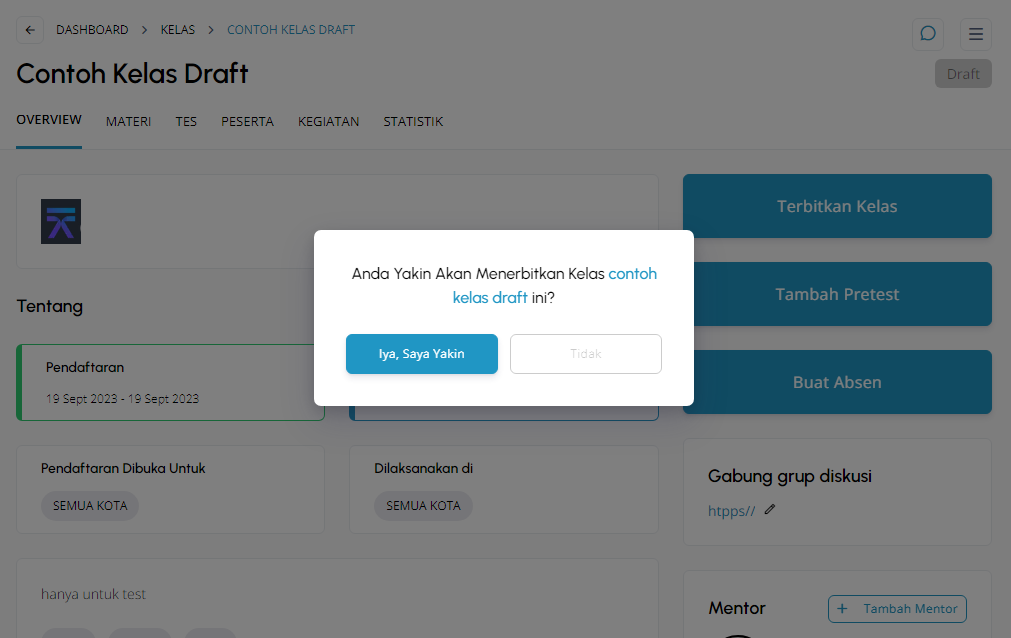 DASHBOARD > KELAS > CONTOH KELAS DRAFT
Contoh Kelas Draft
Draft
OVERVIEW MATERI TES PESERTA KEGIATAN STATISTIK
Terbitkan Kelas
Anda Yakin Akan Menerbitkan Kelas contoh
kelas draft ini?
Iya, Saya Yakin
Tidak
Tambah Pretest
Tentang
Pendaftaran
19 Sept 2023 - 19 Sept 2023
Buat Absen
Pendaftaran Dibuka Untuk
SEMUA KOTA
Dilaksanakan di
SEMUA KOTA
Gabung grup diskusi
htpps//
hanya untuk test
Mentor
+ Tambah Mentor